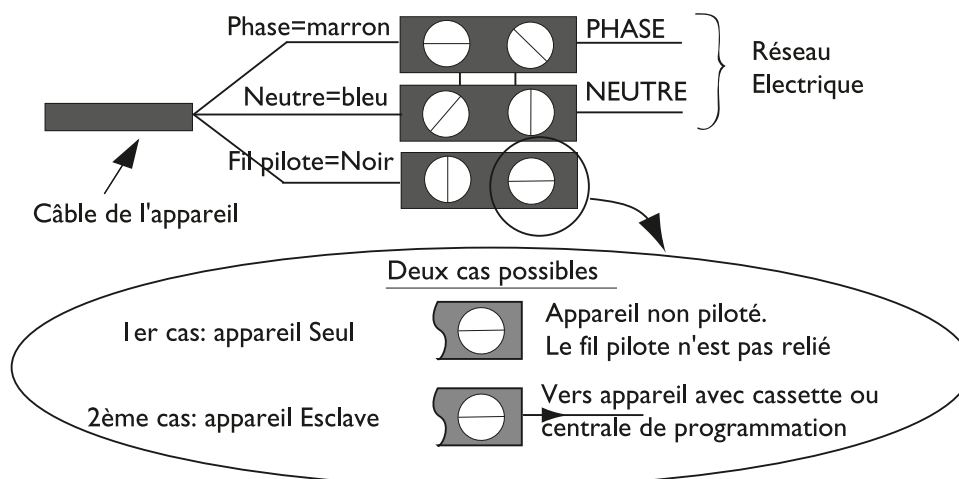 Phase=marron
PHASE
Réseau
Electrique
Neutre=bleu
NEUTRE
Fil pilote=Noir
Câble de l'appareil
Deux cas possibles
1er cas: appareil Seul
Appareil non piloté.
Le fil pilote n'est pas relié
2ème cas: appareil Esclave
Vers appareil avec cassette ou
centrale de programmation